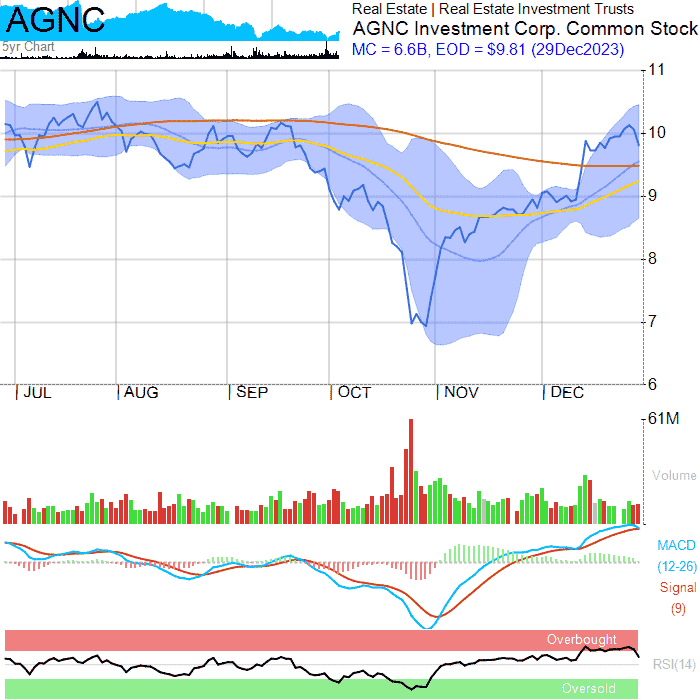 AGNC
5yr Chart
Real Estate | Real Estate Investment Trusts
AGNC Investment Corp. Common Stock
MC = 6.6B, EOD = $9.81 (29Dec2023)
11
10
9
8
7
6
JUL AUG SEP OCT NOV DEC
61M
Volume
MACD
(12-26)
Signal
(9)
Overbought
RSI(14)
Oversold